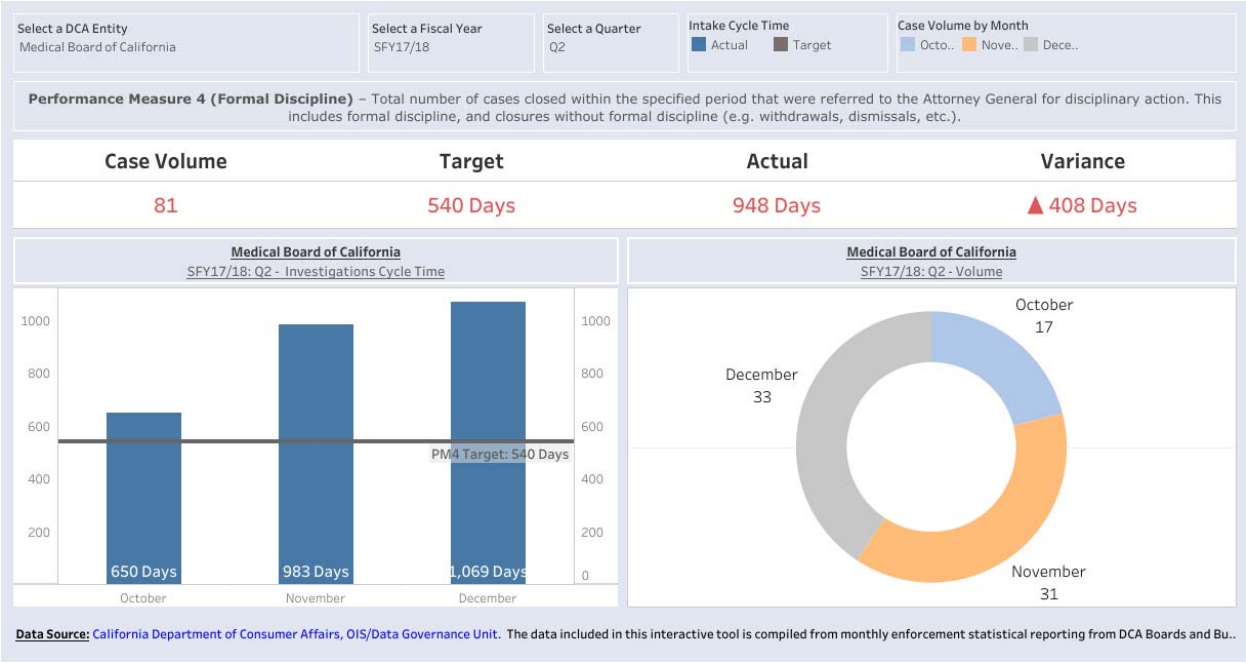 Select a DCA Entity
Medical Board of California
Select a Fiscal Year
SFY17/18
Select a Quarter
Q2
Intake Cycle Time
Actual
Target
Case Volume by Month
Octo..
Nove..
Dece..
Performance Measure 4 (Formal Discipline) – Total number of cases closed within the specified period that were referred to the Attorney General for disciplinary action. This
includes formal discipline, and closures without formal discipline (e.g. withdrawals, dismissals, etc.).
Case Volume
Target
Actual
Variance
81
540 Days
948 Days
▲ 408 Days
Medical Board of California
SFY17/18: Q2 - Investigations Cycle Time
1000
800
600
400
200
PM4 Target: 540 Days
650 Days
983 Days
1,069 Days
October
November
December
1000
800
600
400
200
0
Medical Board of California
SFY17/18: Q2 - Volume
October
17
December
33
November
31
Data Source: California Department of Consumer Affairs, OIS/Data Governance Unit. The data included in this interactive tool is compiled from monthly enforcement statistical reporting from DCA Boards and Bu..